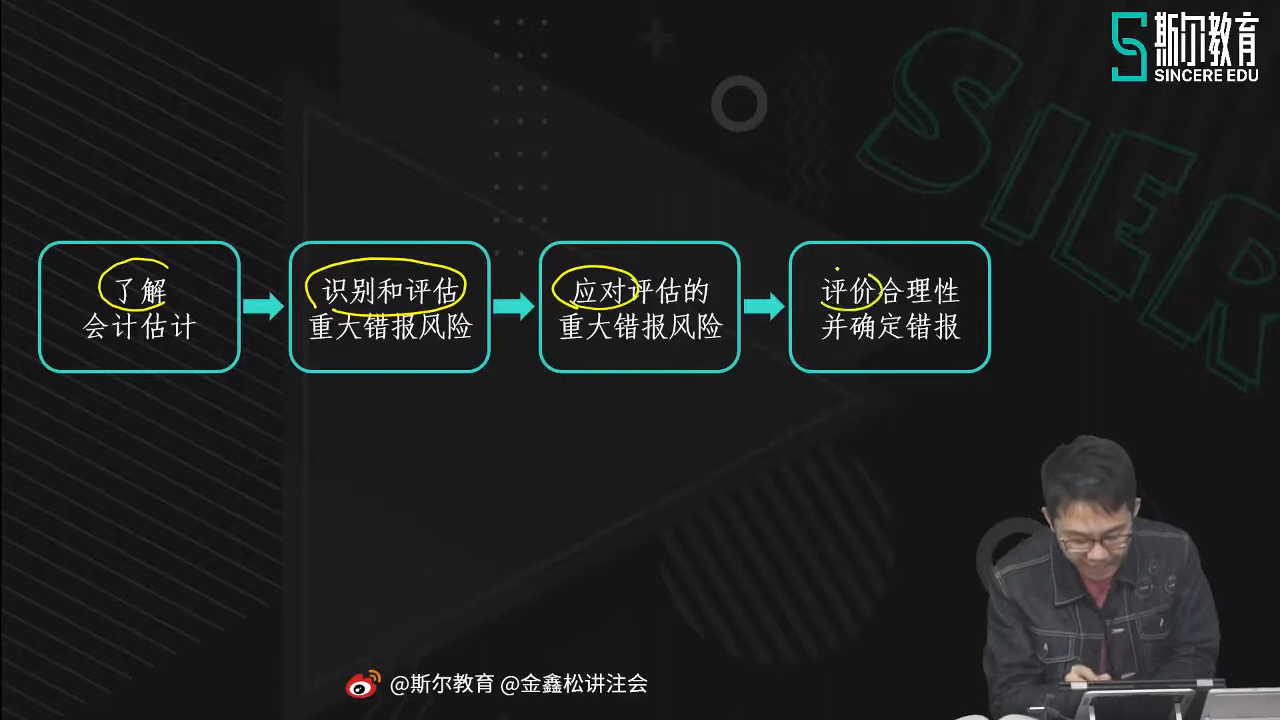 斯尔教育
SINCERE EDU
SIER
了解
会计估计
识别和评估
重大错报风险
应对评估的
重大错报风险
评价合理性
并确定错报
@斯尔教育 @金鑫松讲注会